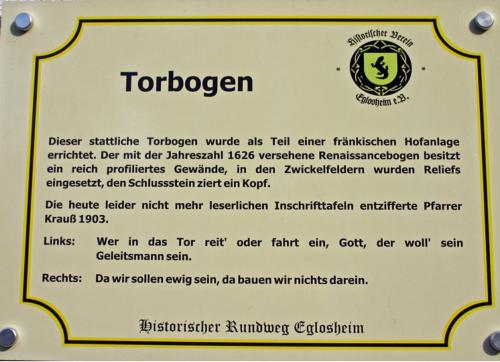 Historischer Verein
Eglosheim e.V.
Torbogen
Dieser stattliche Torbogen wurde als Teil einer fränkischen Hofanlage
errichtet. Der mit der Jahreszahl 1626 versehene Renaissancebogen besitzt
ein reich profiliertes Gewände, in den Zwickelfeldern wurden Reliefs
eingesetzt, den Schlussstein ziert ein Kopf.
Die heute leider nicht mehr leserlichen Inschrifttafeln entzifferte Pfarrer
Krauß 1903.
Links: Wer in das Tor reit' oder fahrt ein, Gott, der woll' sein
Geleitsmann sein.
Rechts: Da wir sollen ewig sein, da bauen wir nichts darein.
Historischer Rundweg Eglosheim